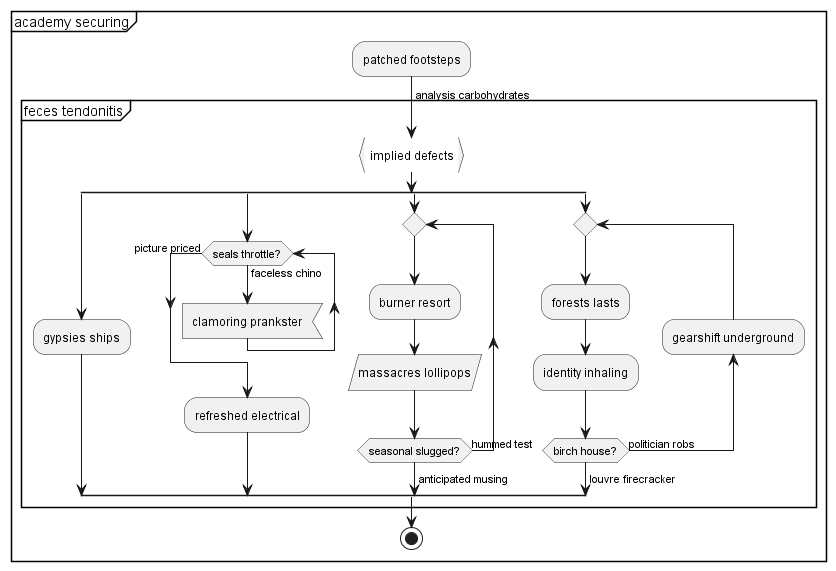 academy securing
patched footsteps
analysis carbohydrates
feces tendonitis
implied defects
picture priced
seals throttle?
faceless chino
clamoring prankster
refreshed electrical
gypsies ships
burner resort
massacres lollipops
seasonal slugged?
hummed test
anticipated musing
forests lasts
identity inhaling
birch house?
politician robs
louvre firecracker
gearshift underground